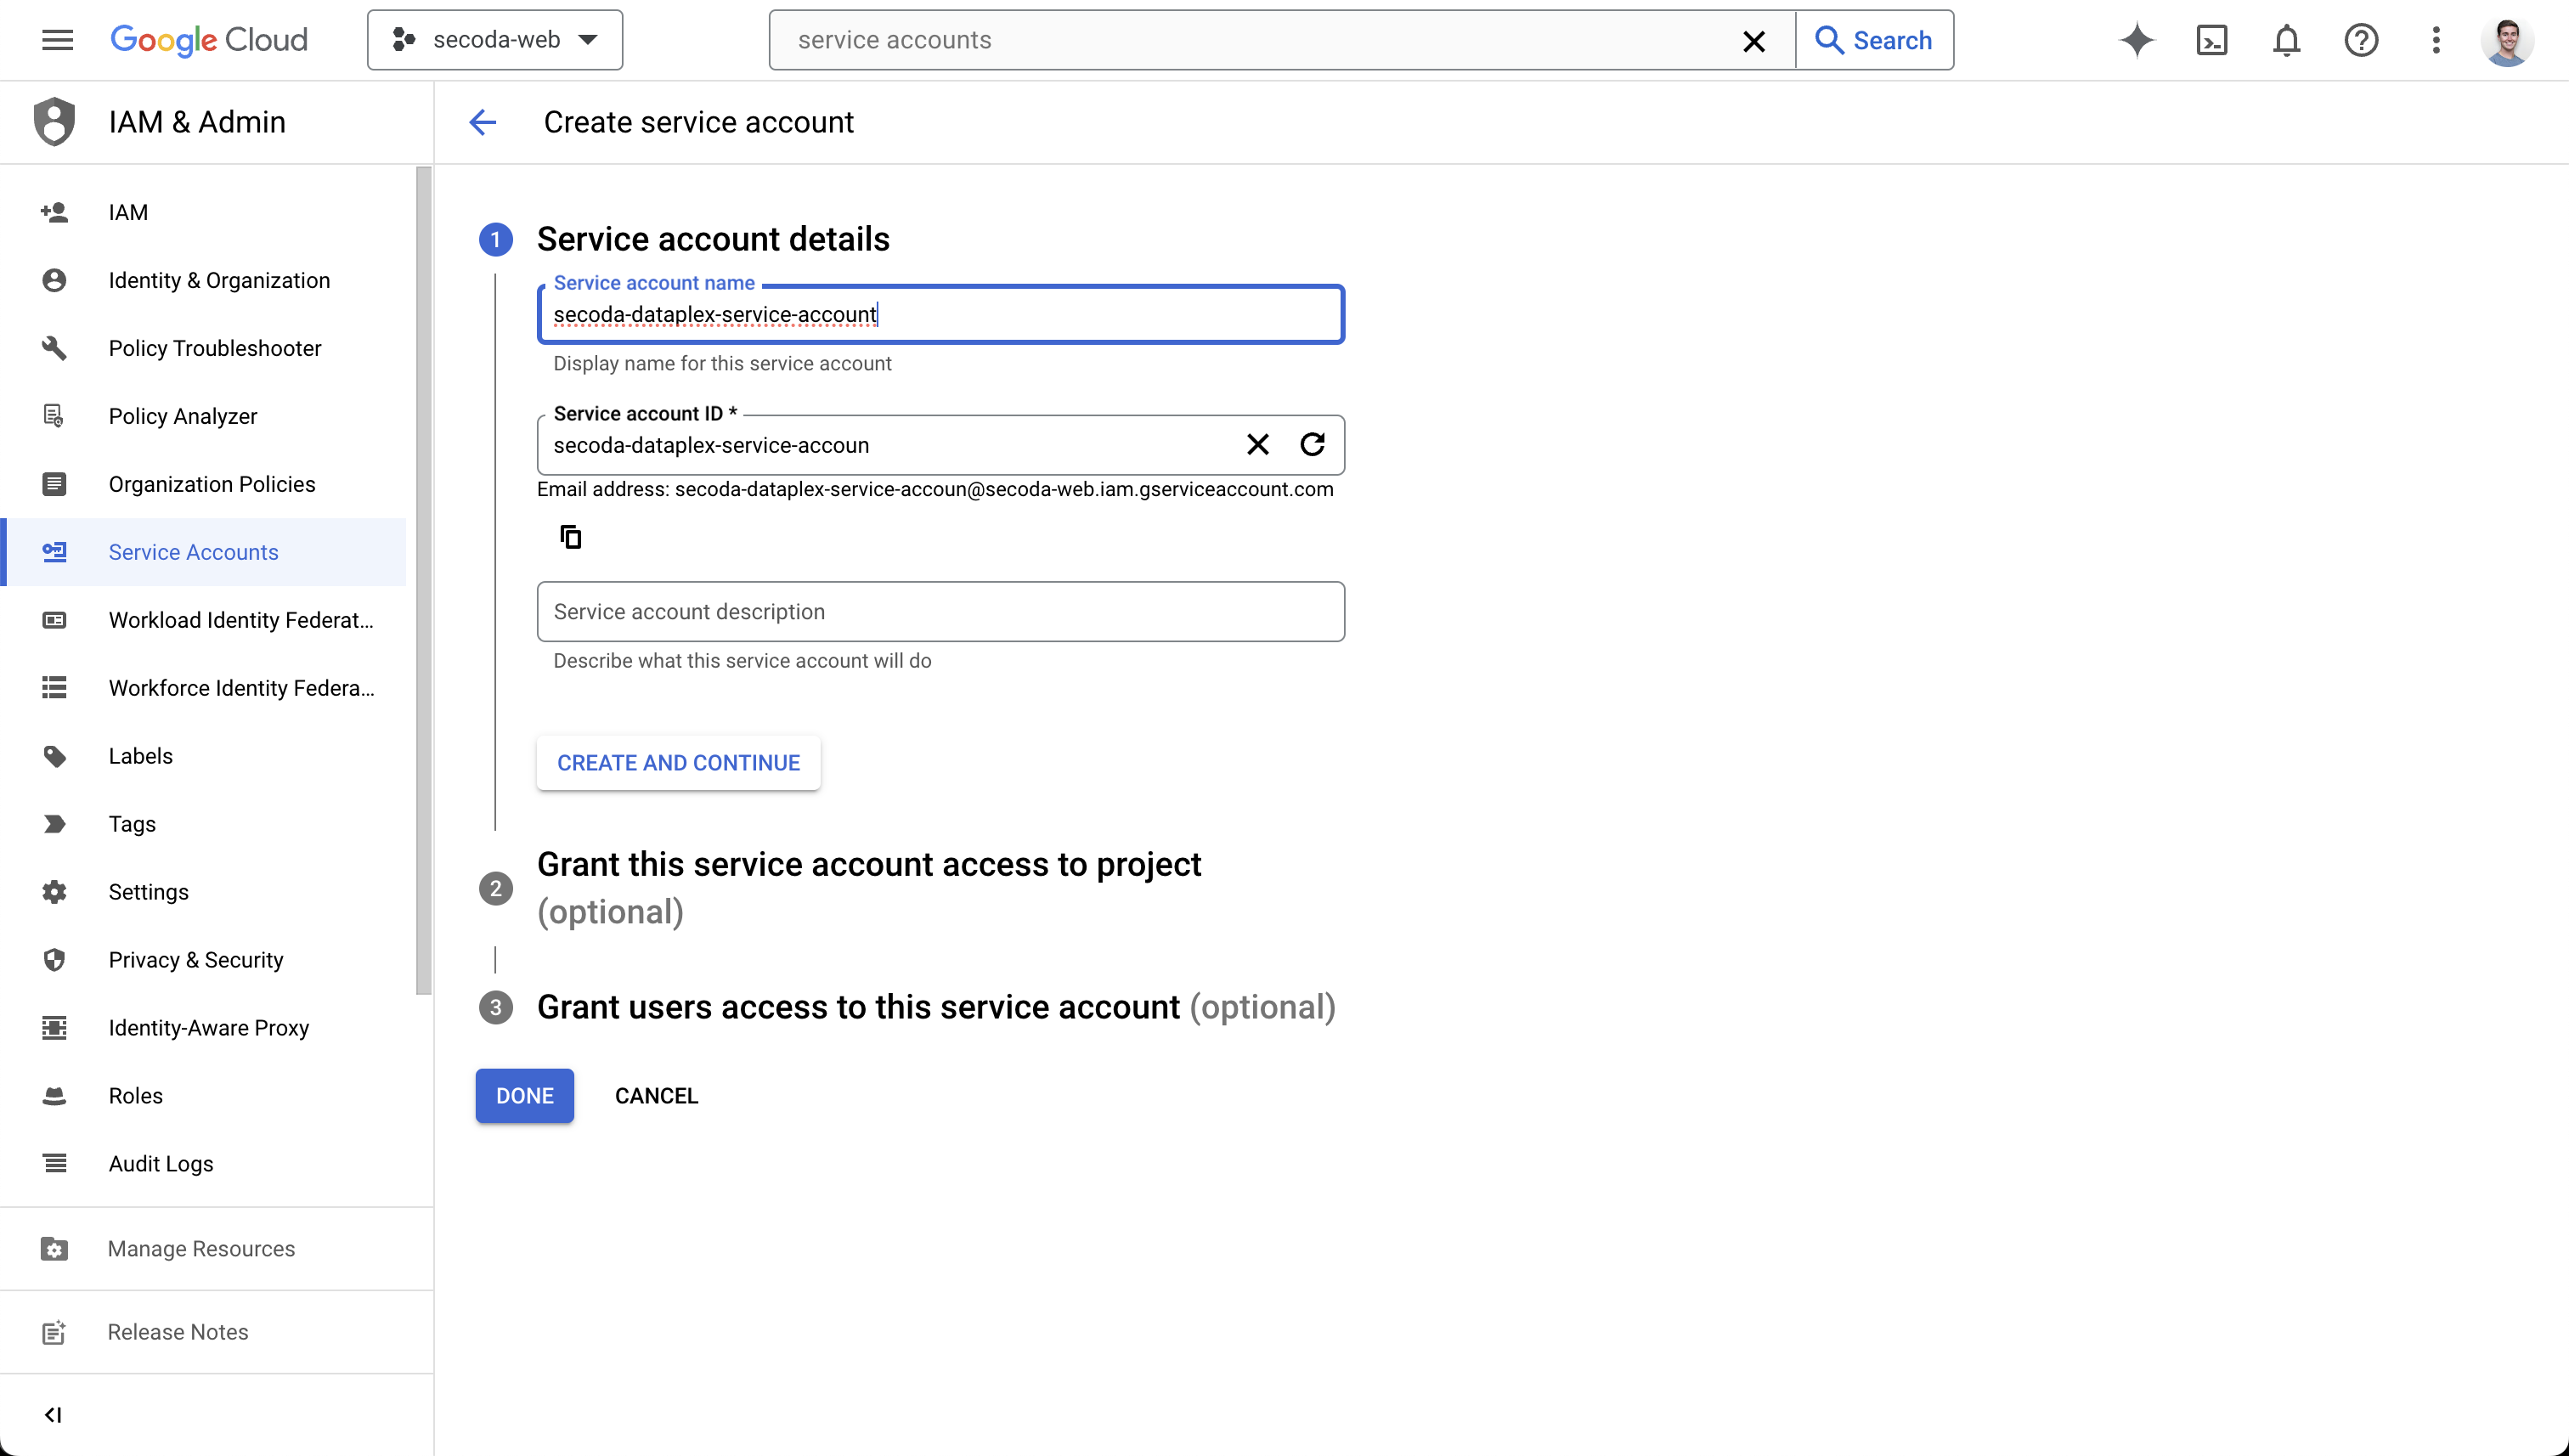 Google Cloud
secoda-web
service accounts
Search
IAM & Admin
Create service account
IAM
Identity & Organization
Policy Troubleshooter
Policy Analyzer
Organization Policies
Service Accounts
Workload Identity Federat...
Workforce Identity Federa...
Labels
Tags
Settings
Privacy & Security
Identity-Aware Proxy
Roles
Audit Logs
Manage Resources
Release Notes
1
Service account details
Service account name
secoda-dataplex-service-account
Display name for this service account
Service account ID *
secoda-dataplex-service-accoun
Email address: secoda-dataplex-service-accoun@secoda-web.iam.gserviceaccount.com
Service account description
Describe what this service account will do
CREATE AND CONTINUE
2
Grant this service account access to project
(optional)
3
Grant users access to this service account (optional)
DONE
CANCEL